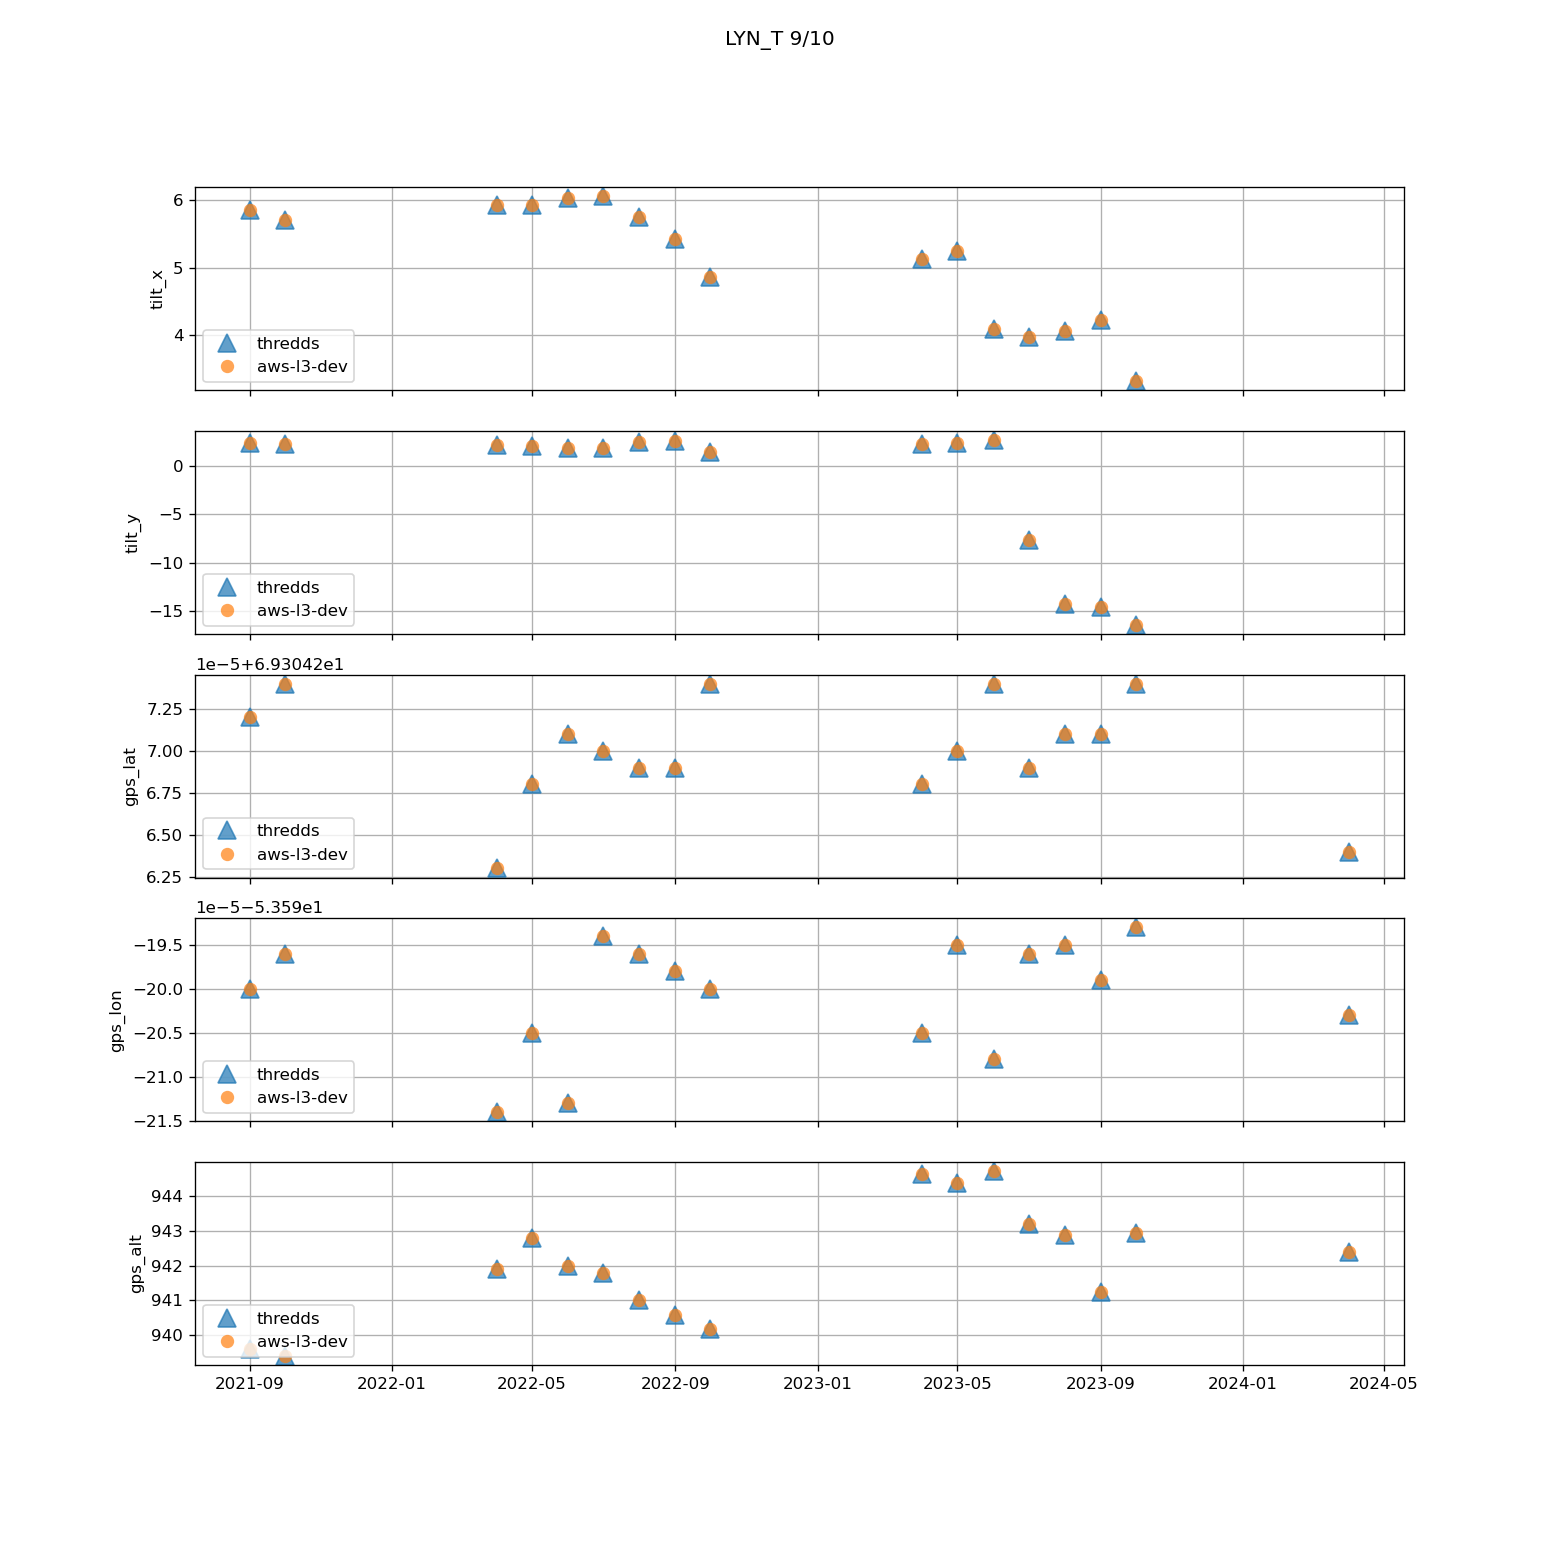 LYN_T 9/10
6
5
4
tilt_x
thredds
aws-l3-dev
0
−5
−10
−15
tilt_y
thredds
aws-l3-dev
1e−5+6.93042e1
7.25
7.00
6.75
6.50
6.25
gps_lat
thredds
aws-l3-dev
1e−5−5.359e1
−19.5
−20.0
−20.5
−21.0
−21.5
gps_lon
thredds
aws-l3-dev
944
943
942
941
940
gps_alt
thredds
aws-l3-dev
2021-09 2022-01 2022-05 2022-09 2023-01 2023-05 2023-09 2024-01 2024-05